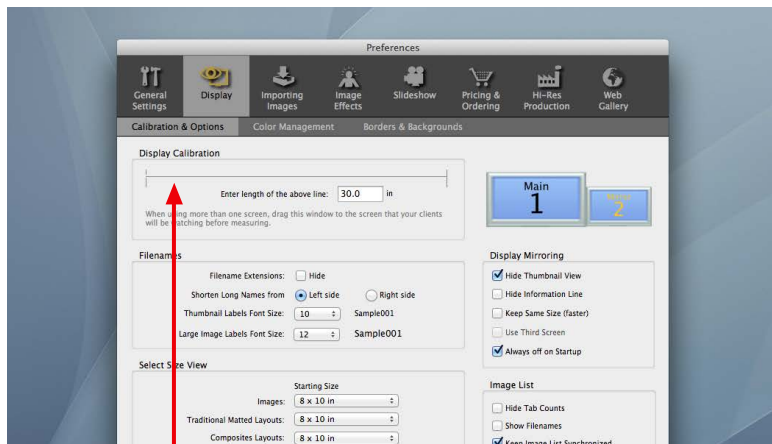 Preferences
General Settings
Display
Importing Images
Image Effects
Slideshow
Pricing & Ordering
Hi-Res Production
Web Gallery
Calibration & Options
Color Management
Borders & Backgrounds
Display Calibration
Enter length of the above line: 30.0 in
When using more than one screen, drag this window to the screen that your clients
will be watching before measuring.
Main
1
2
Filenames
Filename Extensions: Hide
Shorten Long Names from Left side Right side
Thumbnail Labels Font Size: 10 Sample001
Large Image Labels Font Size: 12 Sample001
Display Mirroring
Hide Thumbnail View
Hide Information Line
Keep Same Size (faster)
Use Third Screen
Always off on Startup
Select Size View
Starting Size
Images: 8 x 10 in
Traditional Matted Layouts: 8 x 10 in
Composites Layouts: 8 x 10 in
Image List
Hide Tab Counts
Show Filenames
Keep Image List Synchronized